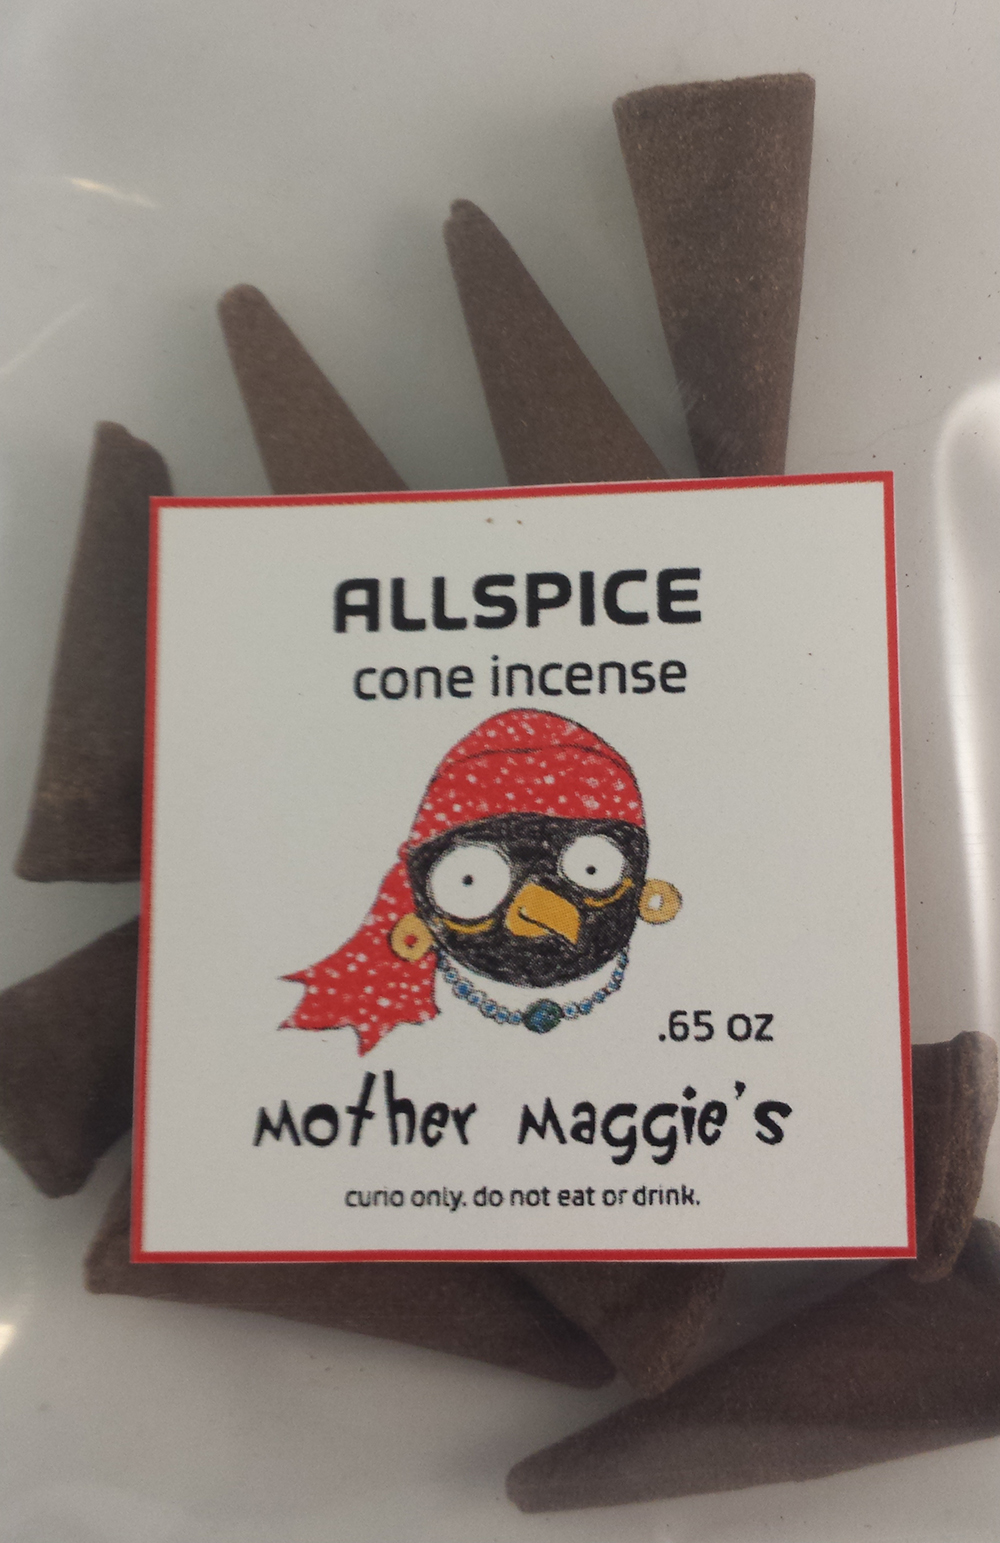 ALLSPICE
cone incense
.65 oz
Mother Maggie's
curio only. do not eat or drink.